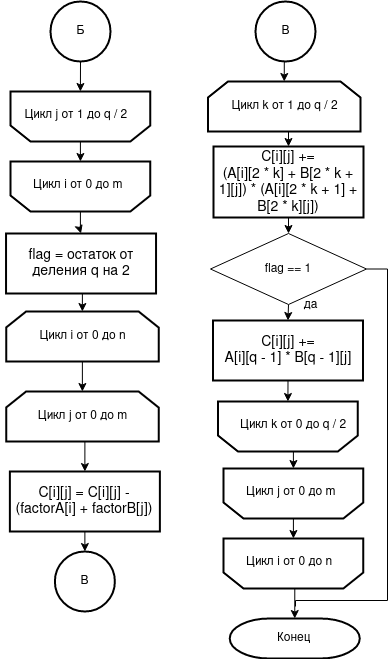 Б
Цикл j от 1 до q / 2
Цикл i от 0 до m
flag = остаток от
деления q на 2
Цикл i от 0 до n
Цикл j от 0 до m
C[i][j] = C[i][j] -
(factorA[i] + factorB[j])
В
В
Цикл k от 1 до q / 2
C[i][j] +=
(A[i][2 * k] + B[2 * k +
1][j]) * (A[i][2 * k + 1] +
B[2 * k][j])
flag == 1
да
C[i][j] +=
A[i][q - 1] * B[q - 1][j]
Цикл k от 0 до q / 2
Цикл j от 0 до m
Цикл i от 0 до n
Конец